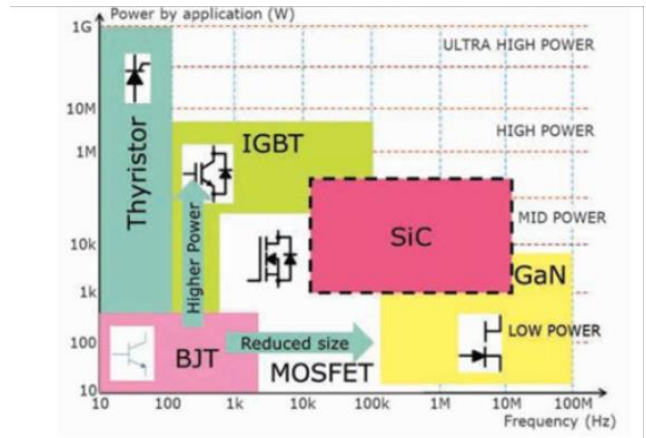 Power by application (W)
1G
ULTRA HIGH POWER
10M
HIGH POWER
IGBT
1M
Thyristor
Higher Power
MID POWER
SiC
10k
GaN
1k
LOW POWER
100
Reduced size
BJT
MOSFET
10
10 100 1k 10k 100k 1M 10M 100M
Frequency (Hz)